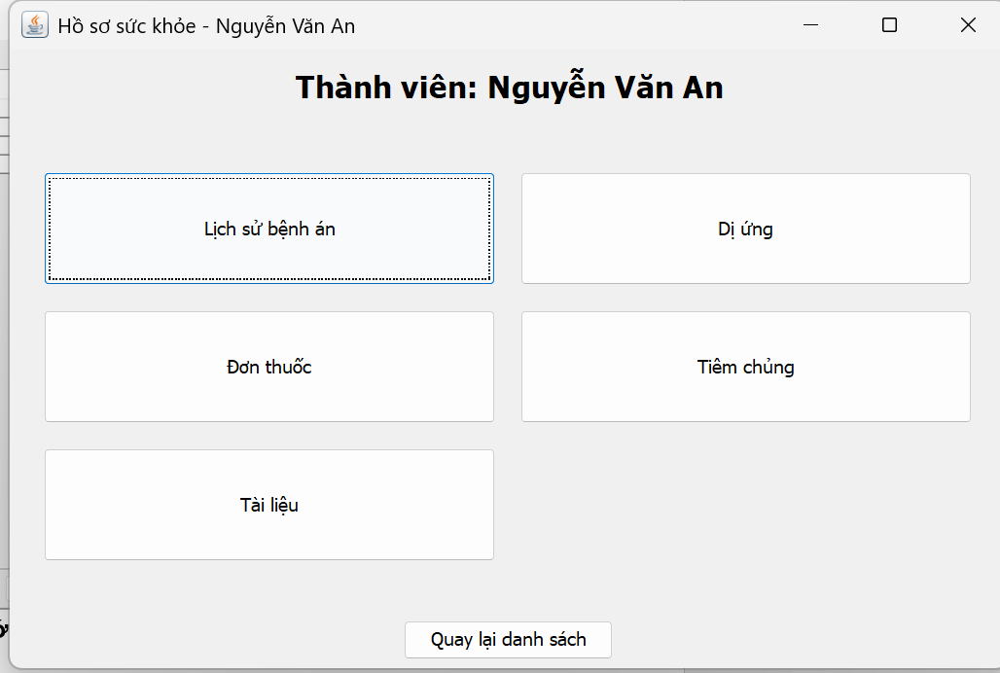 Hồ sơ sức khỏe - Nguyễn Văn An
Thành viên: Nguyễn Văn An
Lịch sử bệnh án
Dị ứng
Đơn thuốc
Tiêm chủng
Tài liệu
Quay lại danh sách